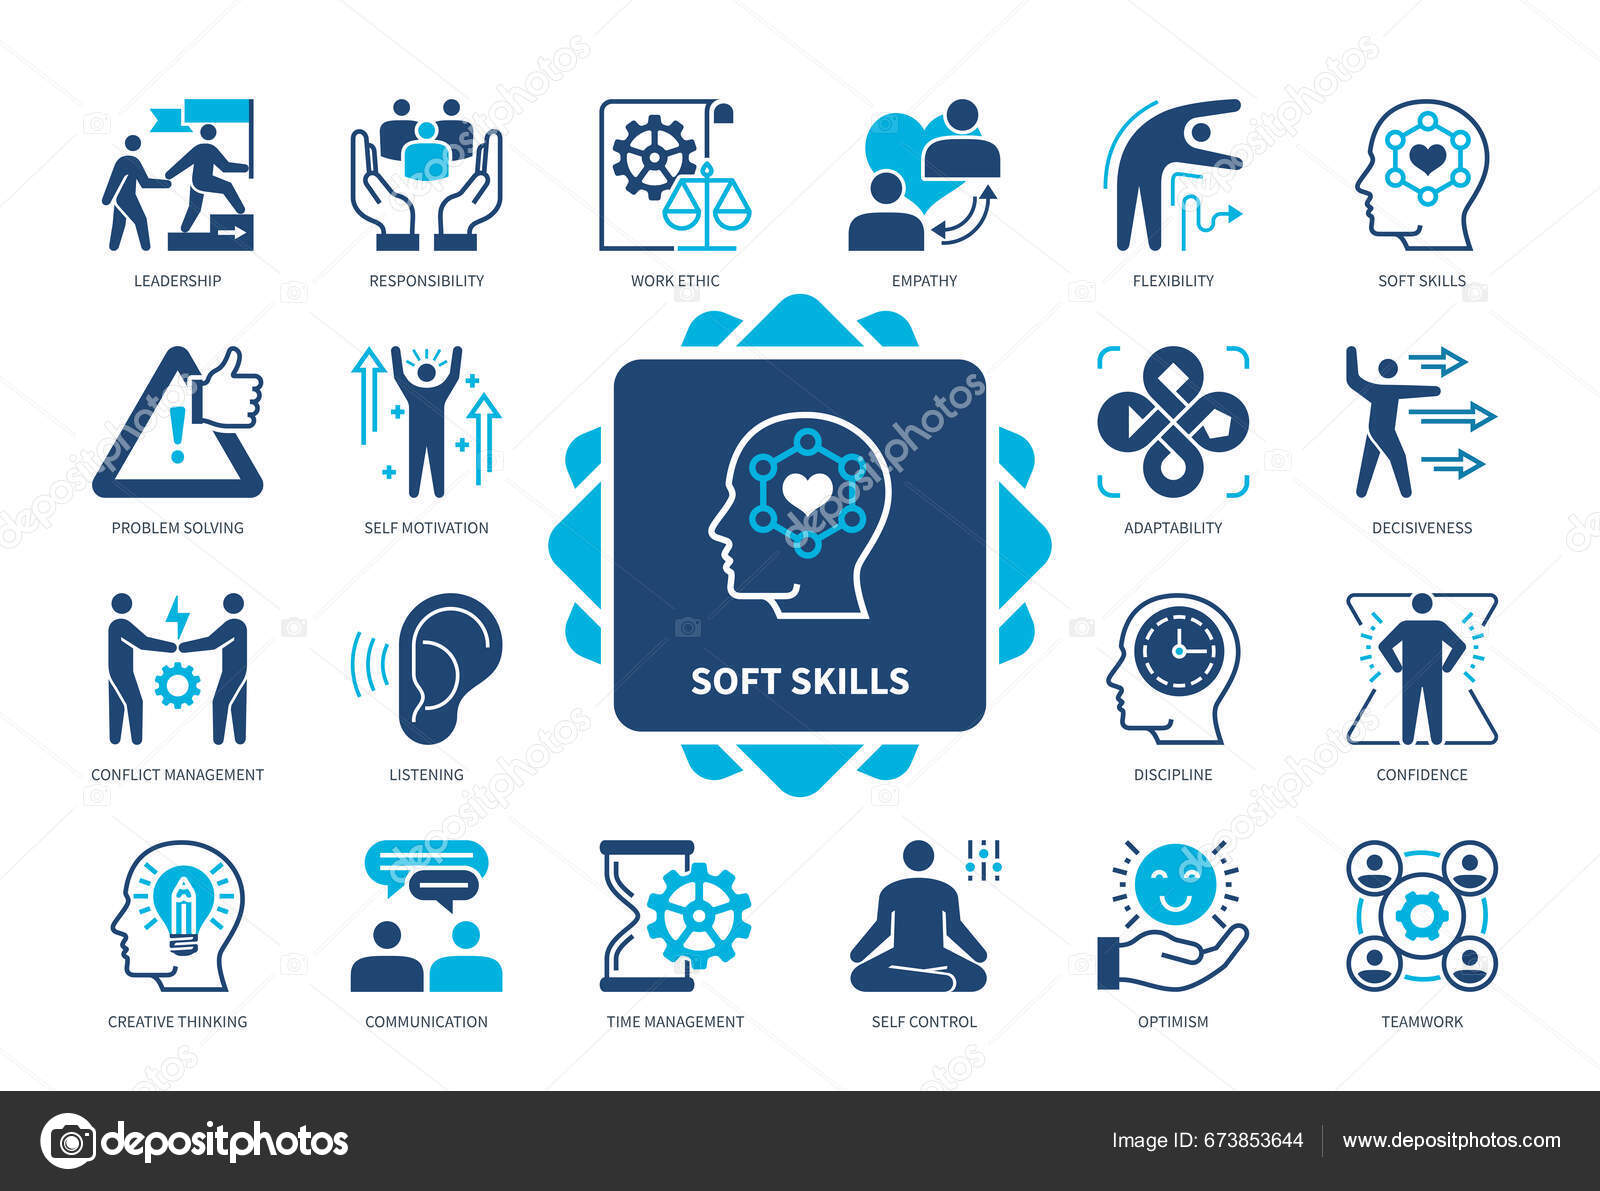 LEADERSHIP
RESPONSIBILITY
WORK ETHIC
EMPATHY
FLEXIBILITY
SOFT SKILLS
PROBLEM SOLVING
SELF MOTIVATION
ADAPTABILITY
DECISIVENESS
SOFT SKILLS
CONFLICT MANAGEMENT
LISTENING
DISCIPLINE
CONFIDENCE
CREATIVE THINKING
COMMUNICATION
TIME MANAGEMENT
SELF CONTROL
OPTIMISM
TEAMWORK
depositphotos
Image ID: 673853644
www.depositphotos.com